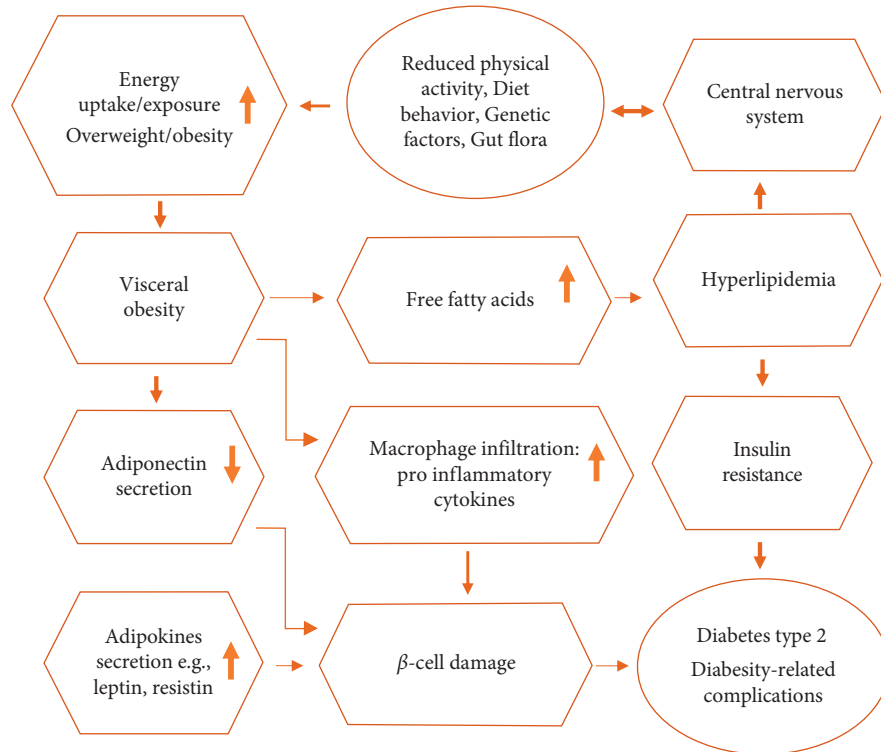 Energy
uptake/exposure
Overweight/obesity
Reduced physical
activity, Diet
behavior, Genetic
factors, Gut flora
Central nervous
system
Visceral
obesity
Free fatty acids
Hyperlipidemia
Adiponectin
secretion
Macrophage infiltration:
pro inflammatory
cytokines
Insulin
resistance
Adipokines
secretion e.g.,
leptin, resistin
β-cell damage
Diabetes type 2
Diabesity-related
complications